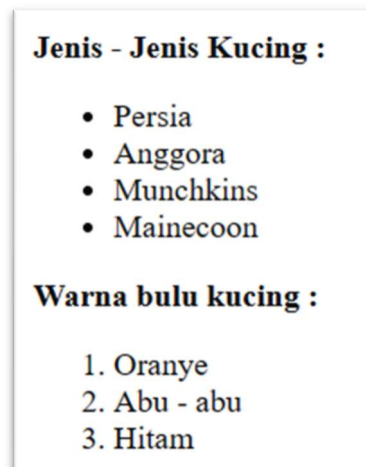 Jenis - Jenis Kucing :
• Persia
• Anggora
• Munchkins
• Mainecoon
Warna bulu kucing :
1. Oranye
2. Abu - abu
3. Hitam